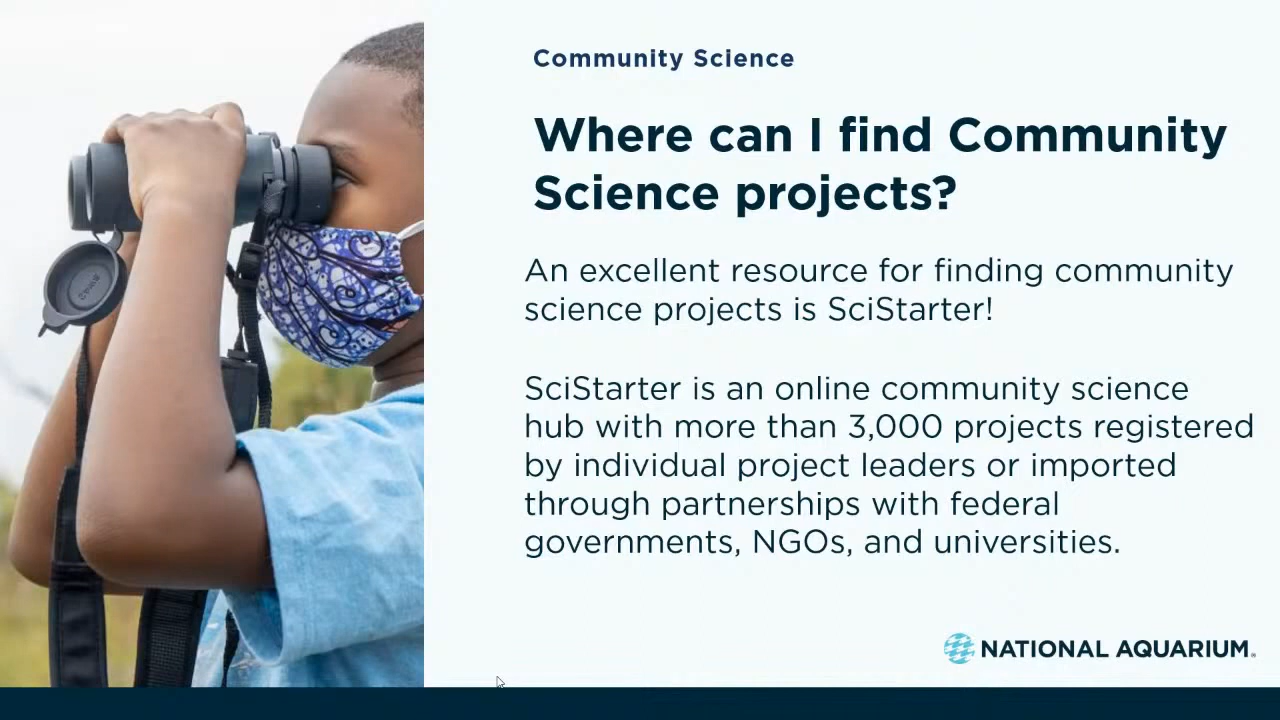 Community Science
Where can I find Community
Science projects?
An excellent resource for finding community
science projects is SciStarter!
SciStarter is an online community science
hub with more than 3,000 projects registered
by individual project leaders or imported
through partnerships with federal
governments, NGOs, and universities.
NATIONAL AQUARIUM